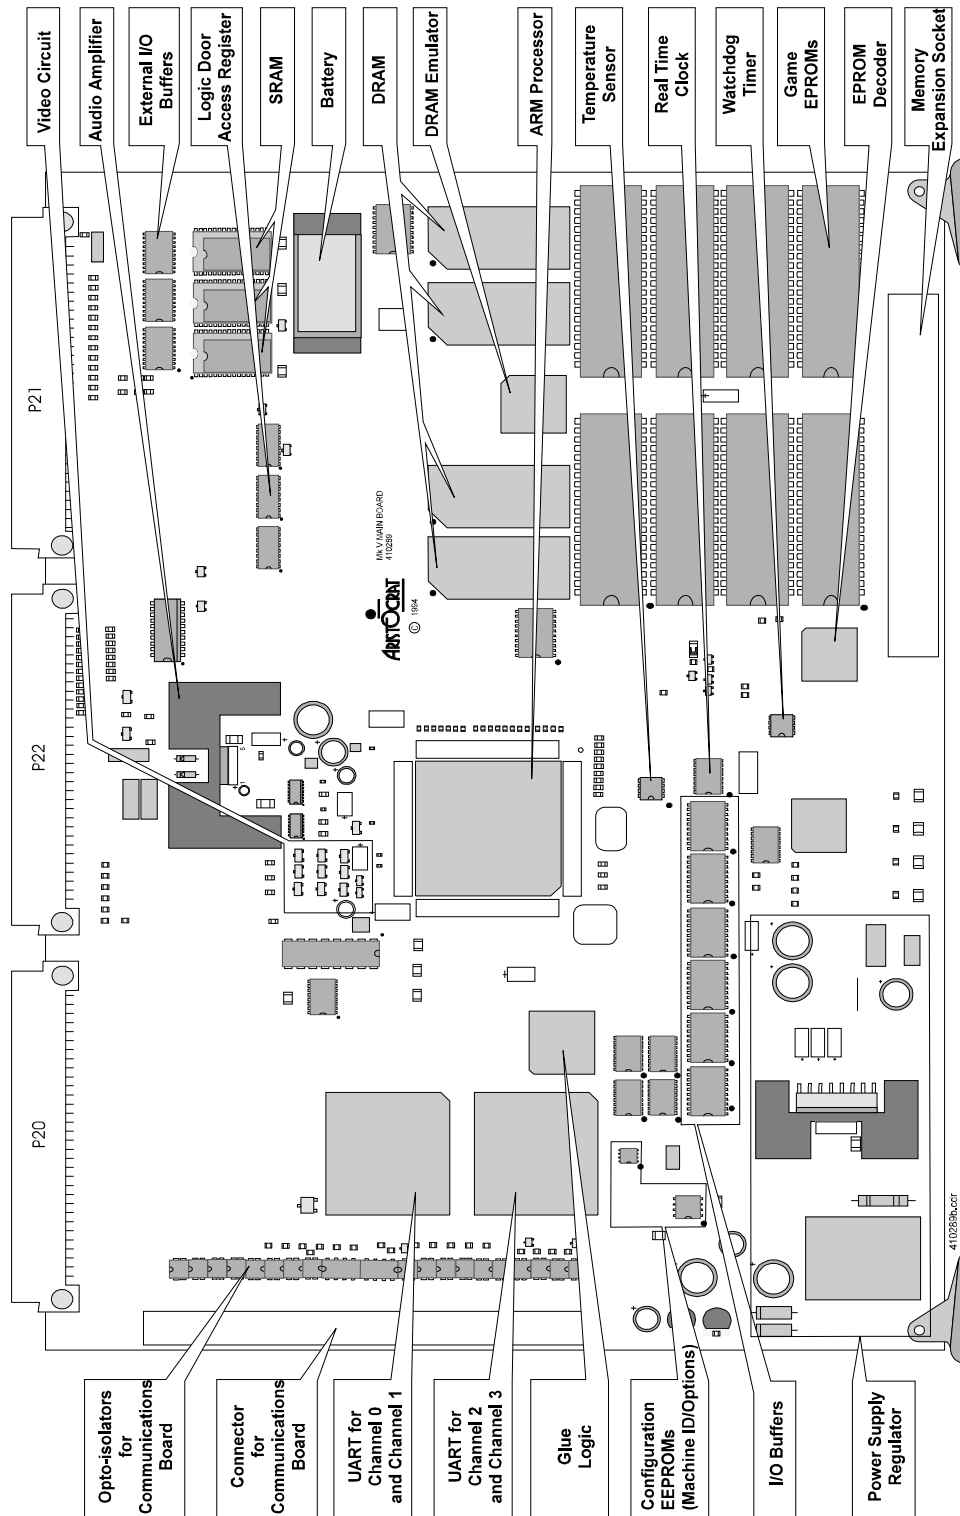 Video Circuit
Audio Amplifier
External I/O
Buffers
Logic Door
Access Register
SRAM
Battery
DRAM
DRAM Emulator
ARM Processor
Temperature
Sensor
Real Time
Clock
Watchdog
Timer
Game
EPROMs
EPROM
Decoder
Memory
Expansion Socket
P21
P22
P20
Mk V MAIN BOARD
410289
ARISTOCRAT
© 1994
5
1
410289b.cdr
Opto-isolators
for
Communications
Board
Connector
for
Communications
Board
UART for
Channel 0
and Channel 1
UART for
Channel 2
and Channel 3
Glue
Logic
Configuration
EEPROMs
(Machine ID/Options)
I/O Buffers
Power Supply
Regulator